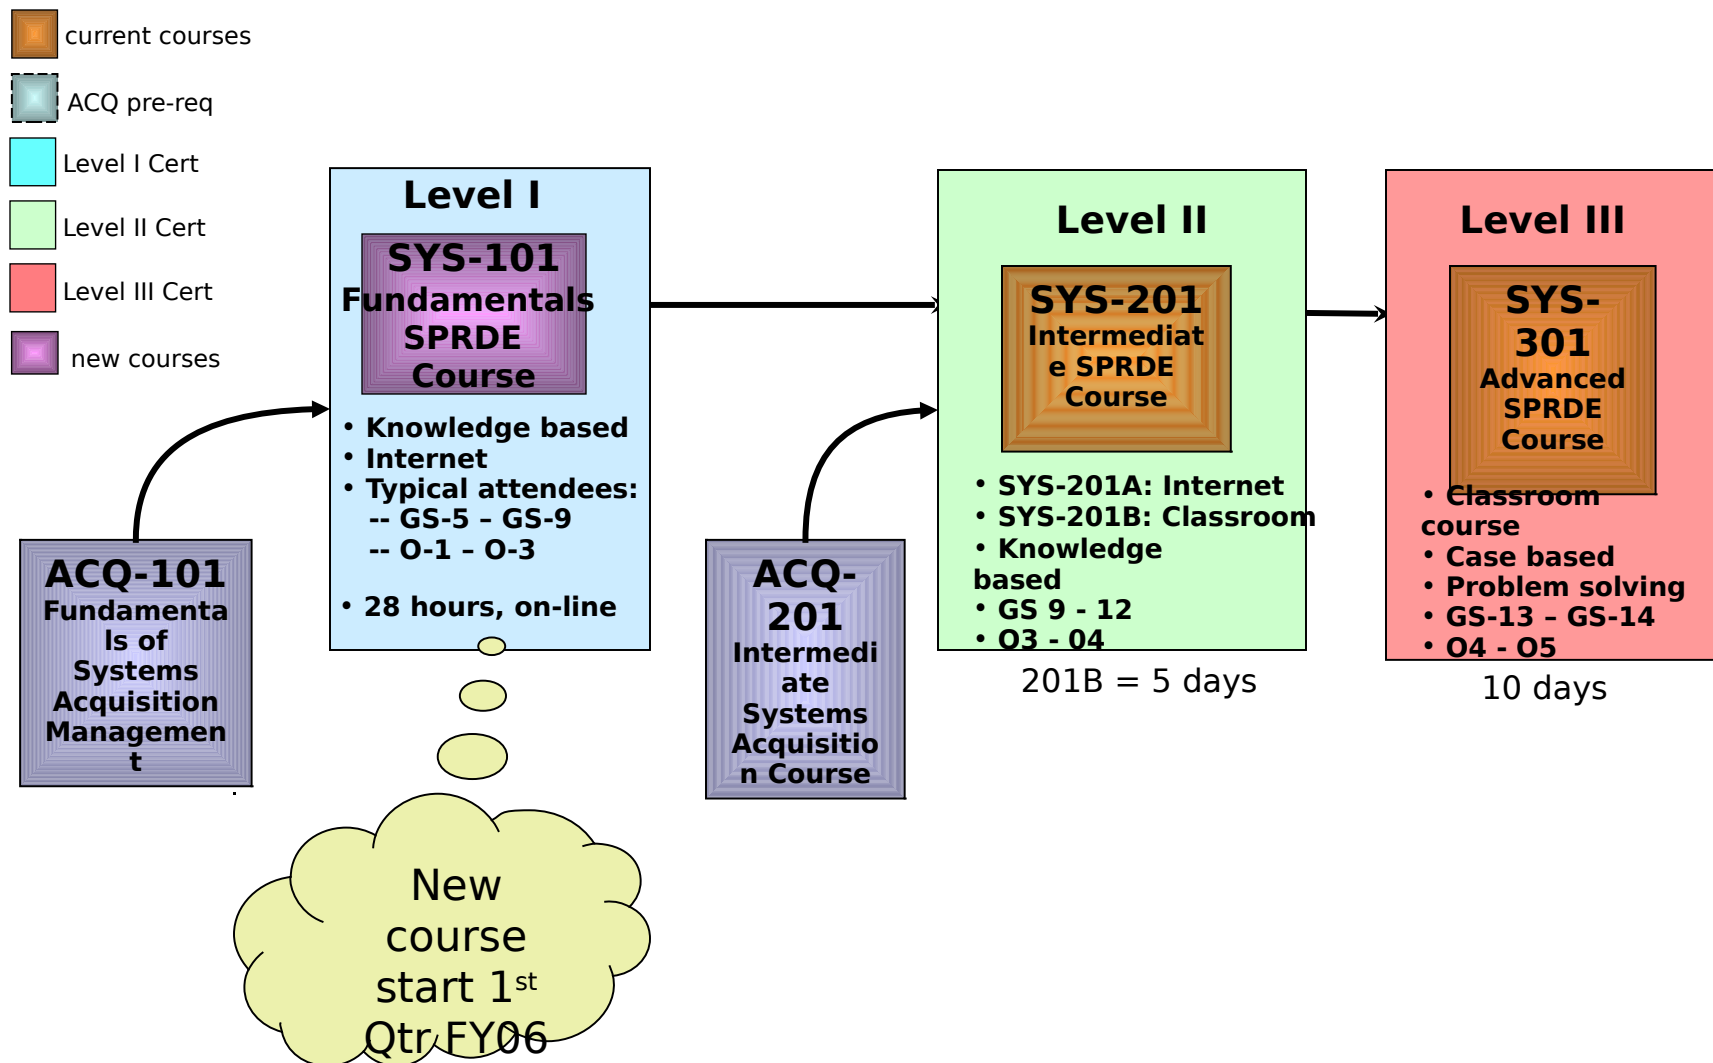 current courses
ACQ pre-req
Level I Cert
Level II Cert
Level III Cert
new courses
Level I
SYS-101
Fundamentals
SPRDE
Course
• Knowledge based
• Internet
• Typical attendees:
-- GS-5 – GS-9
-- O-1 – O-3
• 28 hours, on-line
Level II
SYS-201
Intermediat
e SPRDE
Course
• SYS-201A: Internet
• SYS-201B: Classroom
• Knowledge
based
• GS 9 - 12
• O3 - 04
201B = 5 days
Level III
SYS-
301
Advanced
SPRDE
Course
• Classroom
course
• Case based
• Problem solving
• GS-13 – GS-14
• O4 - O5
10 days
ACQ-101
Fundamenta
ls of
Systems
Acquisition
Managemen
t
.
ACQ-
201
Intermedi
ate
Systems
Acquisitio
n Course
New
course
start 1st
Qtr FY06